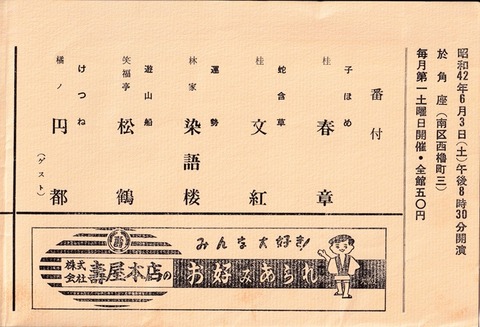 昭和42年6月3日(土)午後8時30分開演
於 角座(南区西櫓町三)
毎月第一土曜日開催・全館五〇円
番付
子ほめ
桂 春章
蛇含草
桂 文紅
運勢
林家 染語楼
遊山船
笑福亭 松鶴
けつね
橘ノ 円都
(ゲスト)
みんな大好き!
株式会社 壽屋本店の お好みあられ